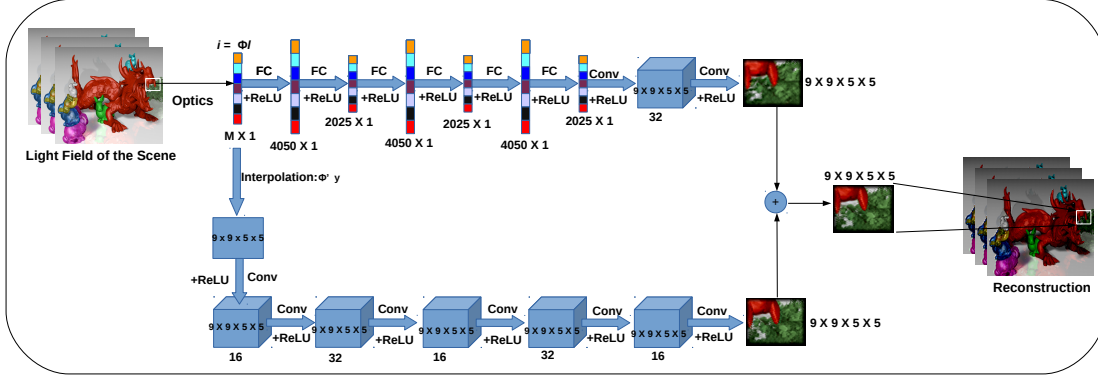 i = Φl
FC
FC
FC
FC
FC
Conv
Conv
+ReLU
+ReLU
+ReLU
+ReLU
+ReLU
+ReLU
+ReLU
9 X 9 X 5 X 5
9 X 9 X 5 X 5
Optics
M X 1
4050 X 1
2025 X 1
4050 X 1
2025 X 1
4050 X 1
2025 X 1
32
Light Field of the Scene
Interpolation:Φ' y
9 X 9 X 5 X 5
+
9 X 9 X 5 X 5
+ReLU
Conv
Reconstruction
9 X 9 X 5 X 5
Conv
+ReLU
9 X 9 X 5 X 5
Conv
+ReLU
9 X 9 X 5 X 5
Conv
+ReLU
9 X 9 X 5 X 5
Conv
+ReLU
9 X 9 X 5 X 5
Conv
+ReLU
9 X 9 X 5 X 5
16
32
16
32
16